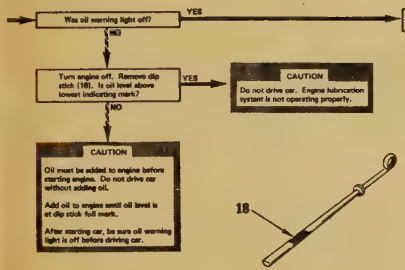 Was oil warning light off?
YES
NO
Turn engine off. Remove dip
stick (18). Is oil level above
lowest indicating mark?
YES
CAUTION
Do not drive car. Engine lubrication
system is not operating properly.
NO
CAUTION
Oil must be added to engine before
starting engine. Do not drive car
without adding oil.
Add oil to engine until oil level is
at dip stick full mark.
After starting car, be sure oil warning
light is off before driving car.
18